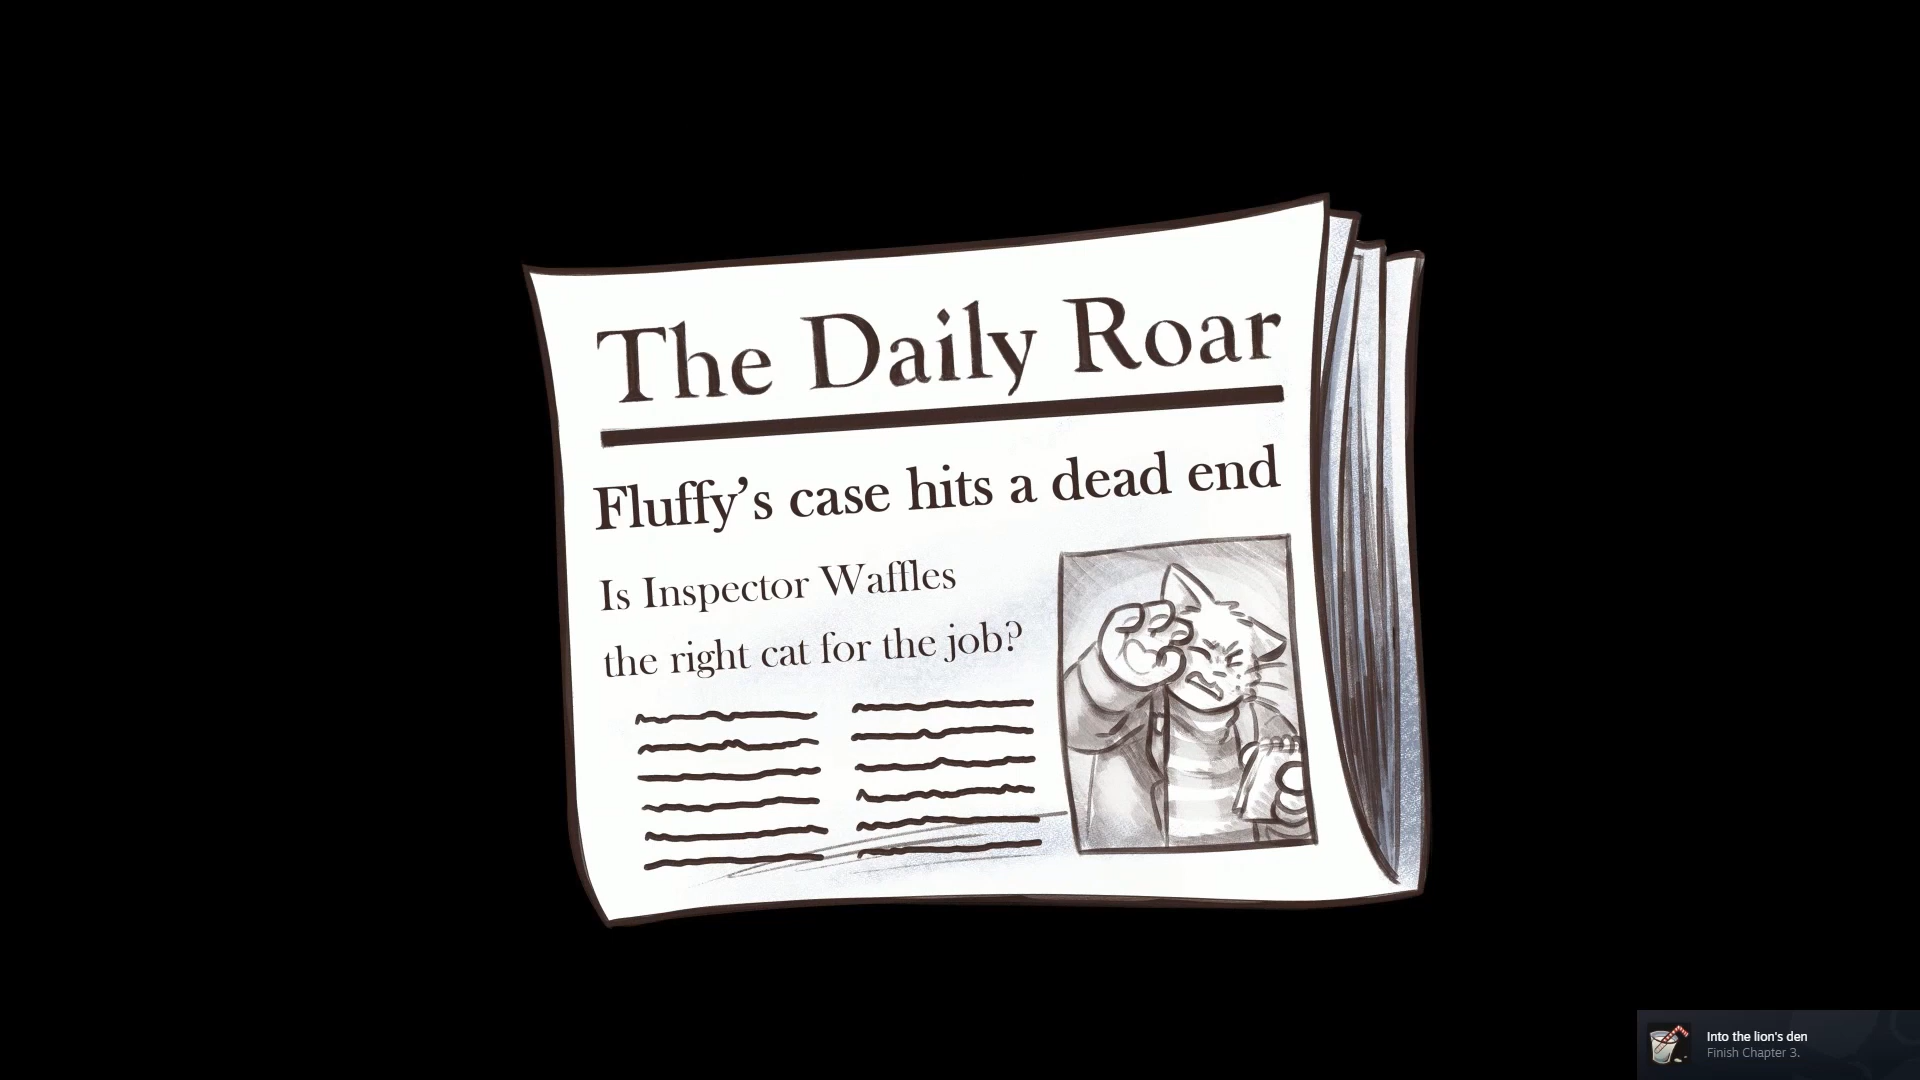 The Daily Roar
Fluffy's case hits a dead end
Is Inspector Waffles
the right cat for the job?
Into the lion's den
Finish Chapter 3.